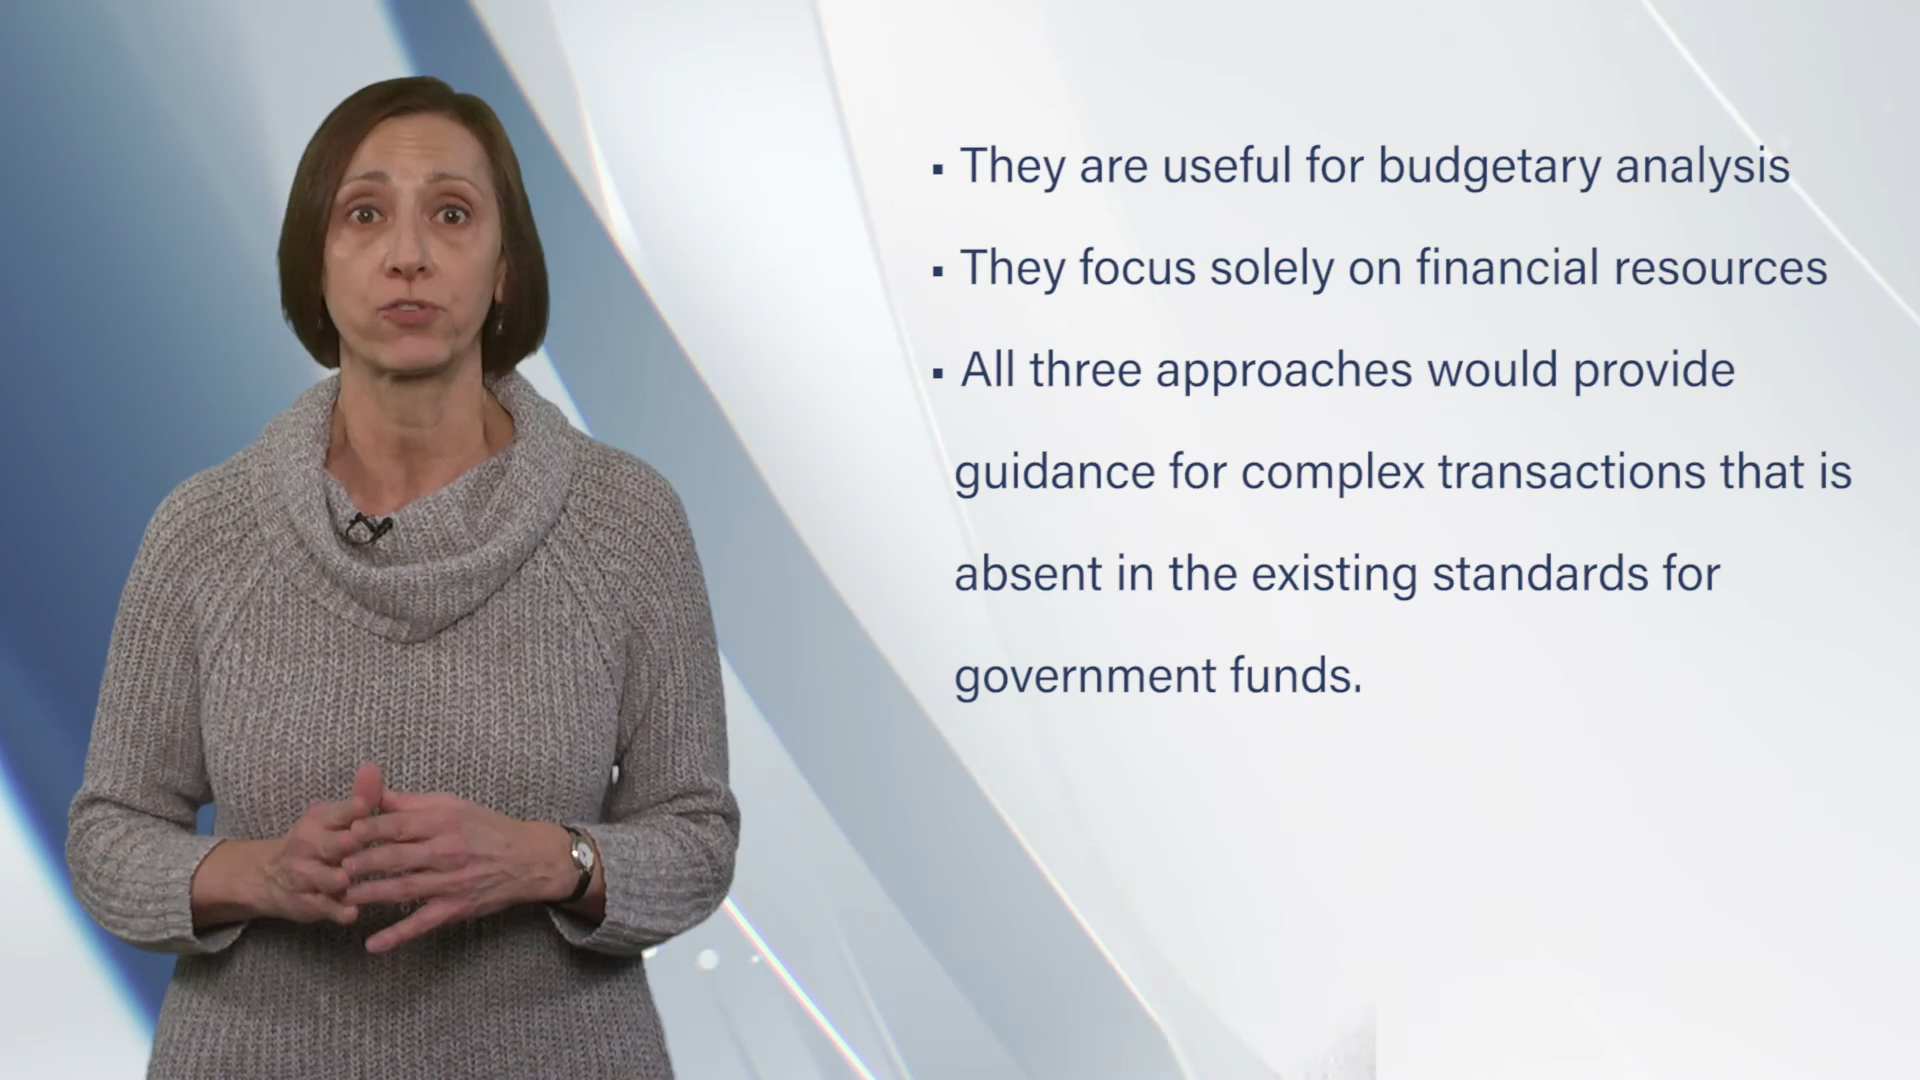 ▪ They are useful for budgetary analysis
▪ They focus solely on financial resources
▪ All three approaches would provide
guidance for complex transactions that is
absent in the existing standards for
government funds.